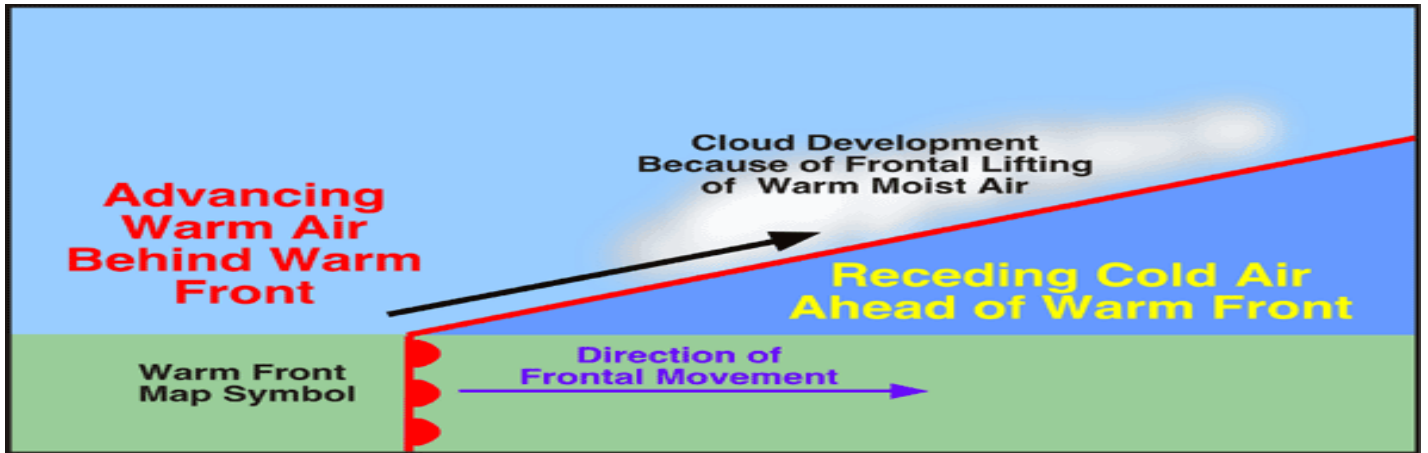 Cloud Development
Because of Frontal Lifting
of Warm Moist Air
Advancing
Warm Air
Behind Warm
Front
Receding Cold Air
Ahead of Warm Front
Warm Front
Map Symbol
Direction of
Frontal Movement